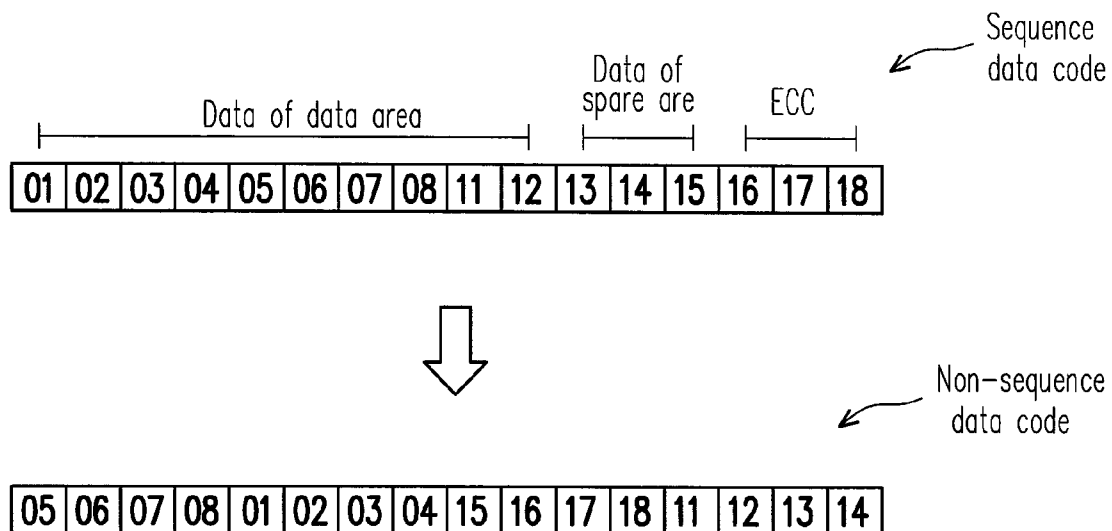 Sequence
data code
Data of
spare are
ECC
Data of data area
01 02 03 04 05 06 07 08 11 12 13 14 15 16 17 18
Non-sequence
data code
05 06 07 08 01 02 03 04 15 16 17 18 11 12 13 14